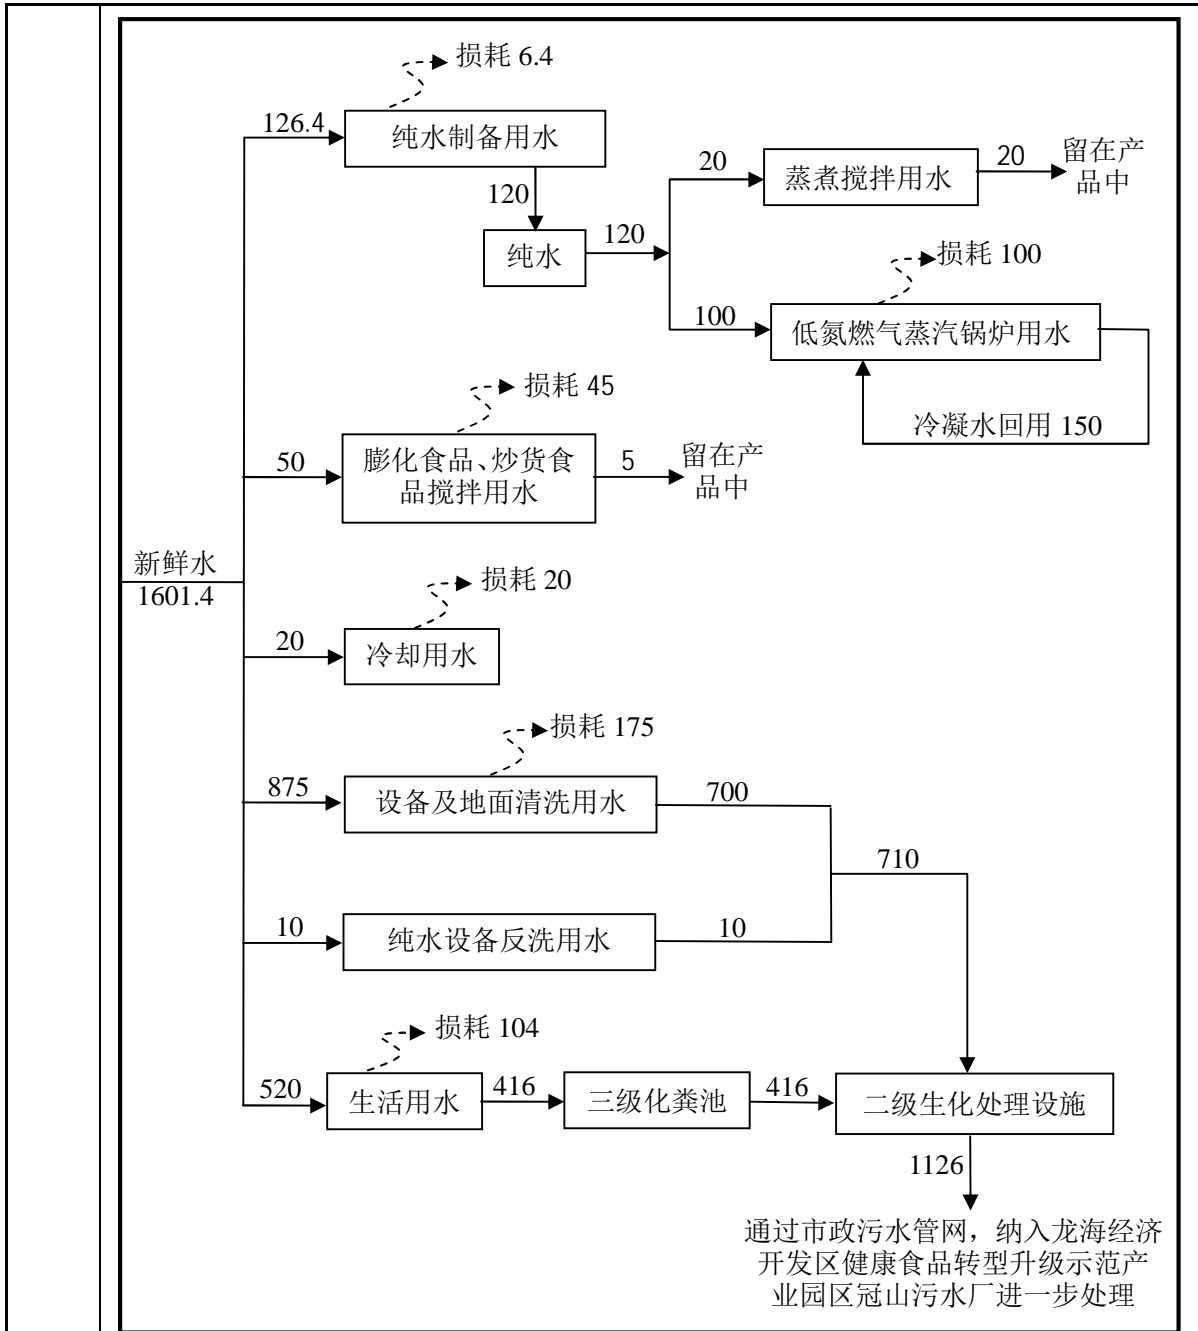 损耗 6.4
126.4
纯水制备用水
120
纯水
120
20
蒸煮搅拌用水
20
留在产
品中
损耗 100
100
低氮燃气蒸汽锅炉用水
冷凝水回用 150
损耗 45
50
膨化食品、炒货食
品搅拌用水
5
留在产
品中
新鲜水
1601.4
损耗 20
20
冷却用水
损耗 175
875
设备及地面清洗用水
700
710
10
纯水设备反洗用水
10
损耗 104
520
生活用水
416
三级化粪池
416
二级生化处理设施
1126
通过市政污水管网，纳入龙海经济
开发区健康食品转型升级示范产
业园区冠山污水厂进一步处理